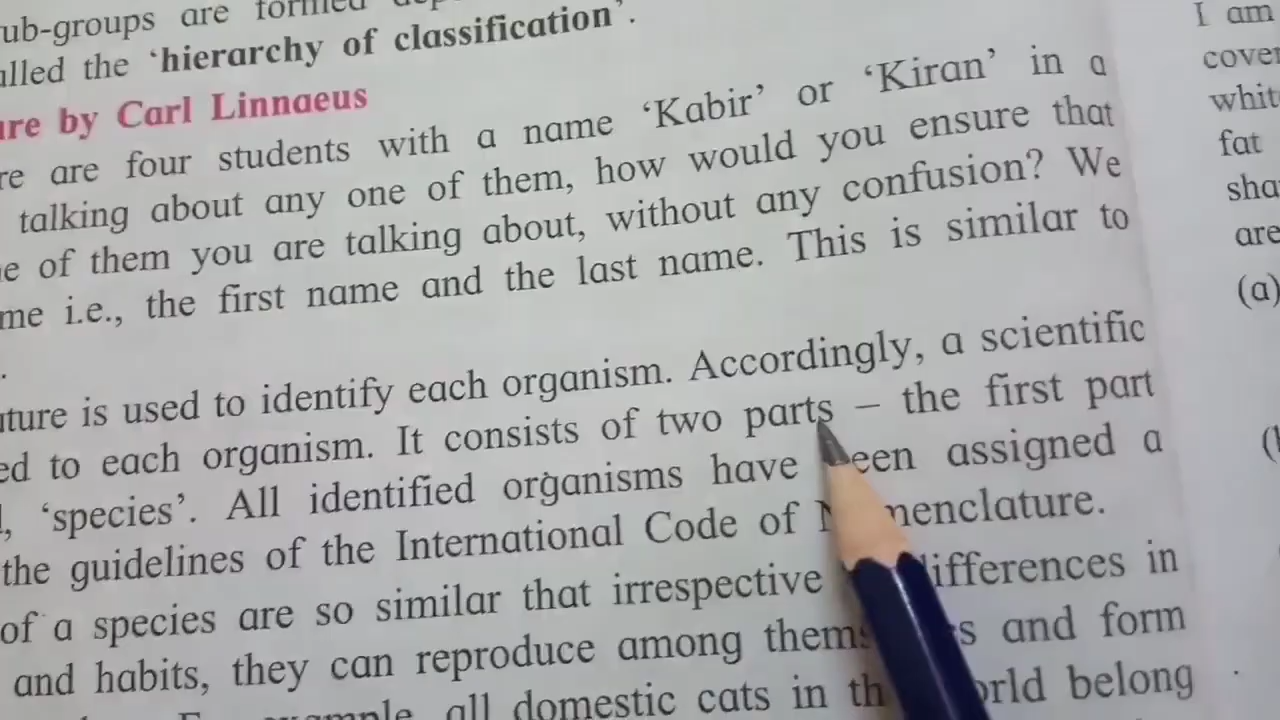 ub-groups are formed
alled the ‘hierarchy of classification’.
ure by Carl Linnaeus
re are four students with a name ‘Kabir’ or ‘Kiran’ in a
talking about any one of them, how would you ensure that
e of them you are talking about, without any confusion? We
me i.e., the first name and the last name. This is similar to
.
ture is used to identify each organism. Accordingly, a scientific
ed to each organism. It consists of two parts – the first part
, ‘species’. All identified organisms have been assigned a
the guidelines of the International Code of N menclature.
of a species are so similar that irrespective differences in
and habits, they can reproduce among thems s and form
example, all domestic cats in th orld belong
I am
cover
whit
fat
sha
are
(a)